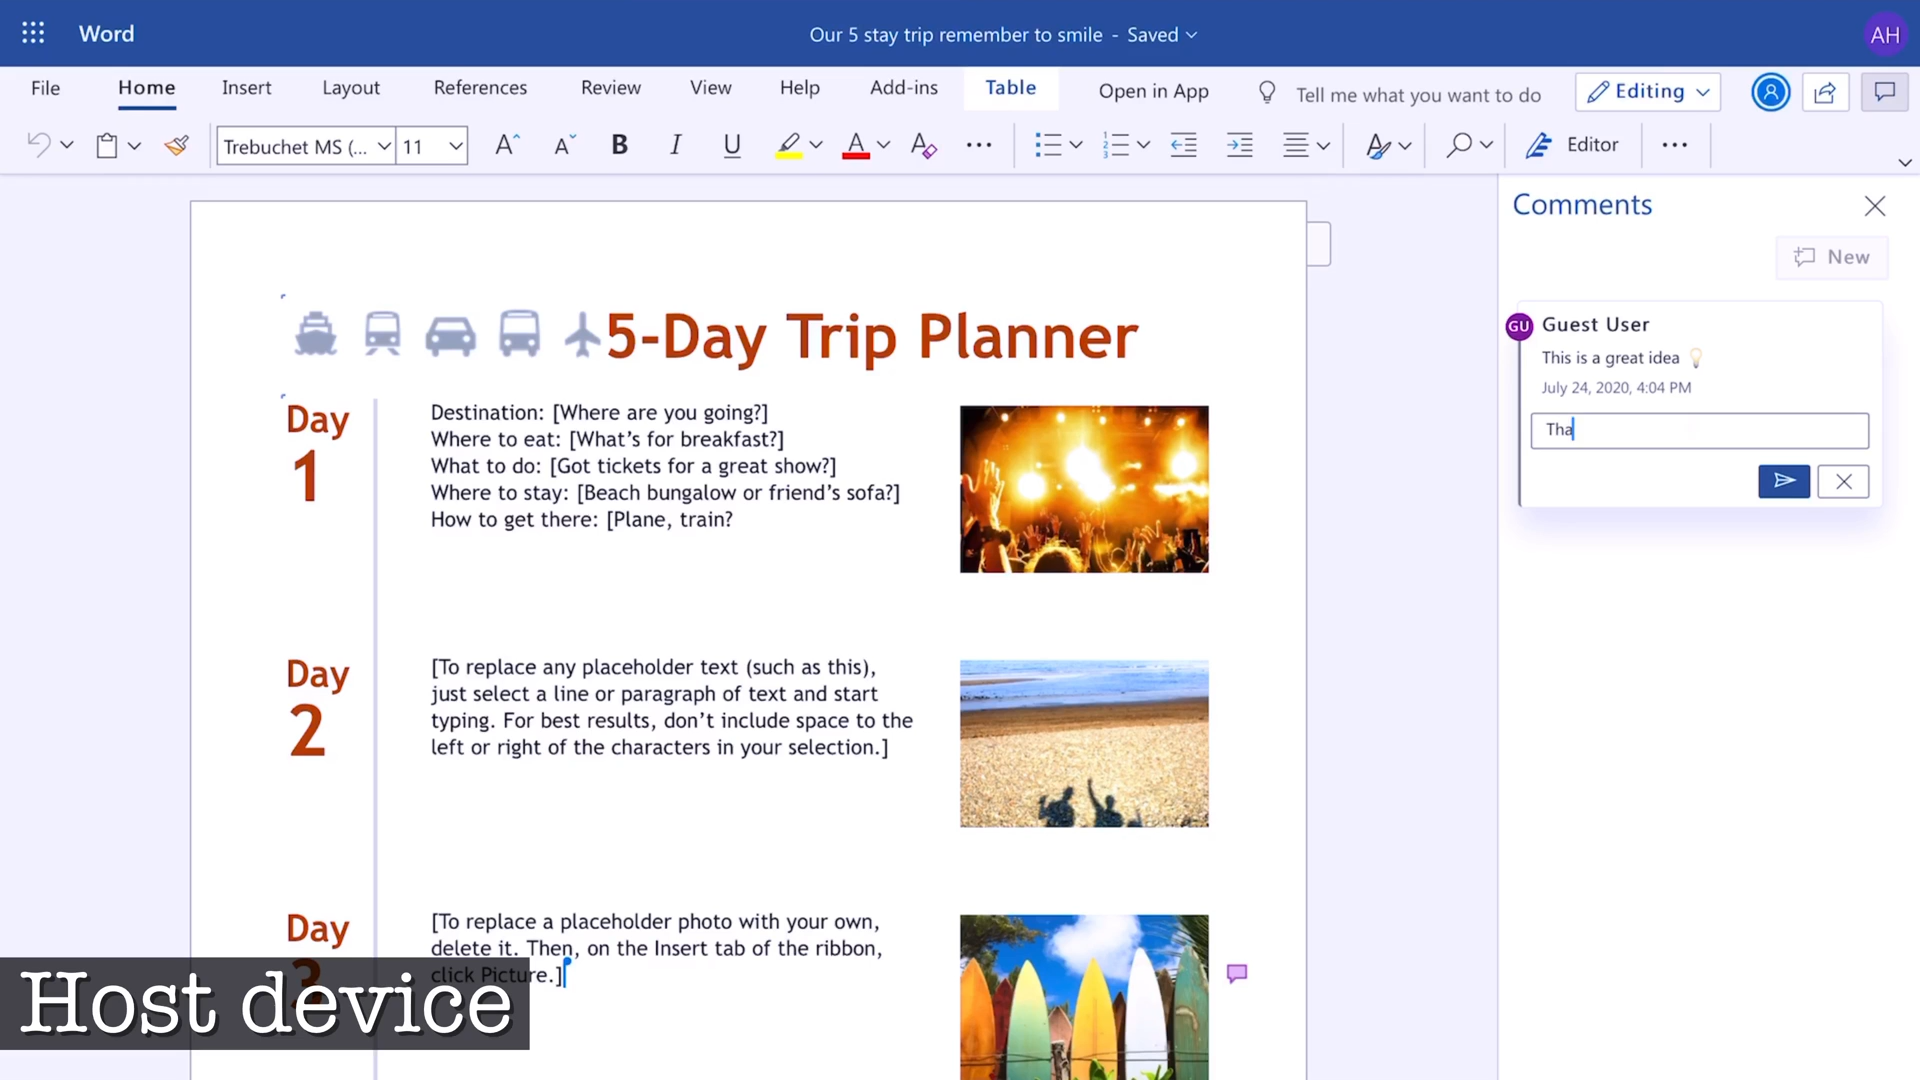 Word
Our 5 stay trip remember to smile - Saved
AH
File Home Insert Layout References Review View Help Add-ins Table Open in App Tell me what you want to do Editing
Trebuchet MS (... 11 A A B I U A A Editor
Comments
New
5-Day Trip Planner
GU Guest User
This is a great idea
July 24, 2020, 4:04 PM
Tha
Day
1
Destination: [Where are you going?]
Where to eat: [What’s for breakfast?]
What to do: [Got tickets for a great show?]
Where to stay: [Beach bungalow or friend’s sofa?]
How to get there: [Plane, train?
Day
2
[To replace any placeholder text (such as this),
just select a line or paragraph of text and start
typing. For best results, don’t include space to the
left or right of the characters in your selection.]
Day
3
[To replace a placeholder photo with your own,
delete it. Then, on the Insert tab of the ribbon,
click Picture.]
Host device